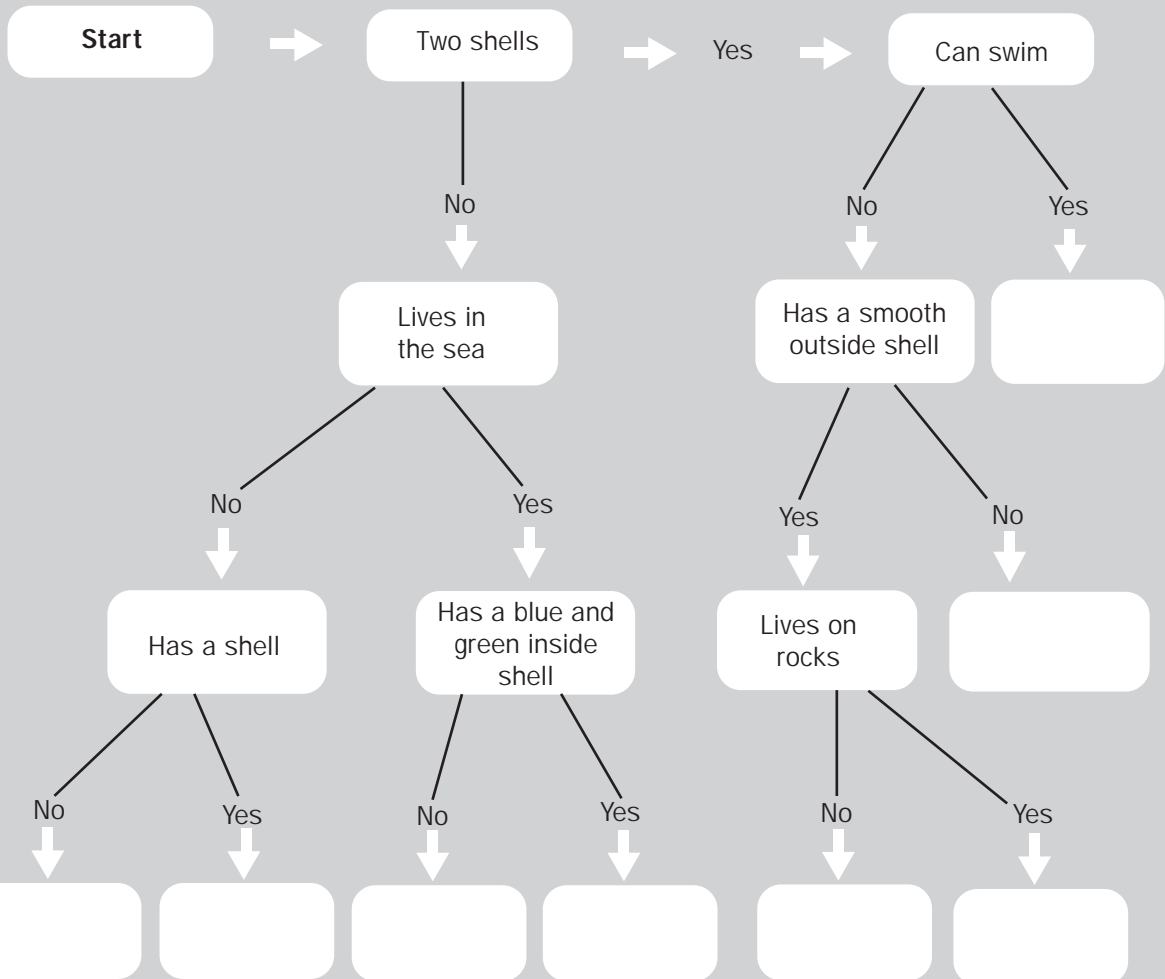 Start
Two shells
Yes
Can swim
No
No
Yes
Lives in
the sea
Has a smooth
outside shell
No
Yes
Yes
No
Has a shell
Has a blue and
green inside
shell
Lives on
rocks
No
Yes
No
Yes
No
Yes